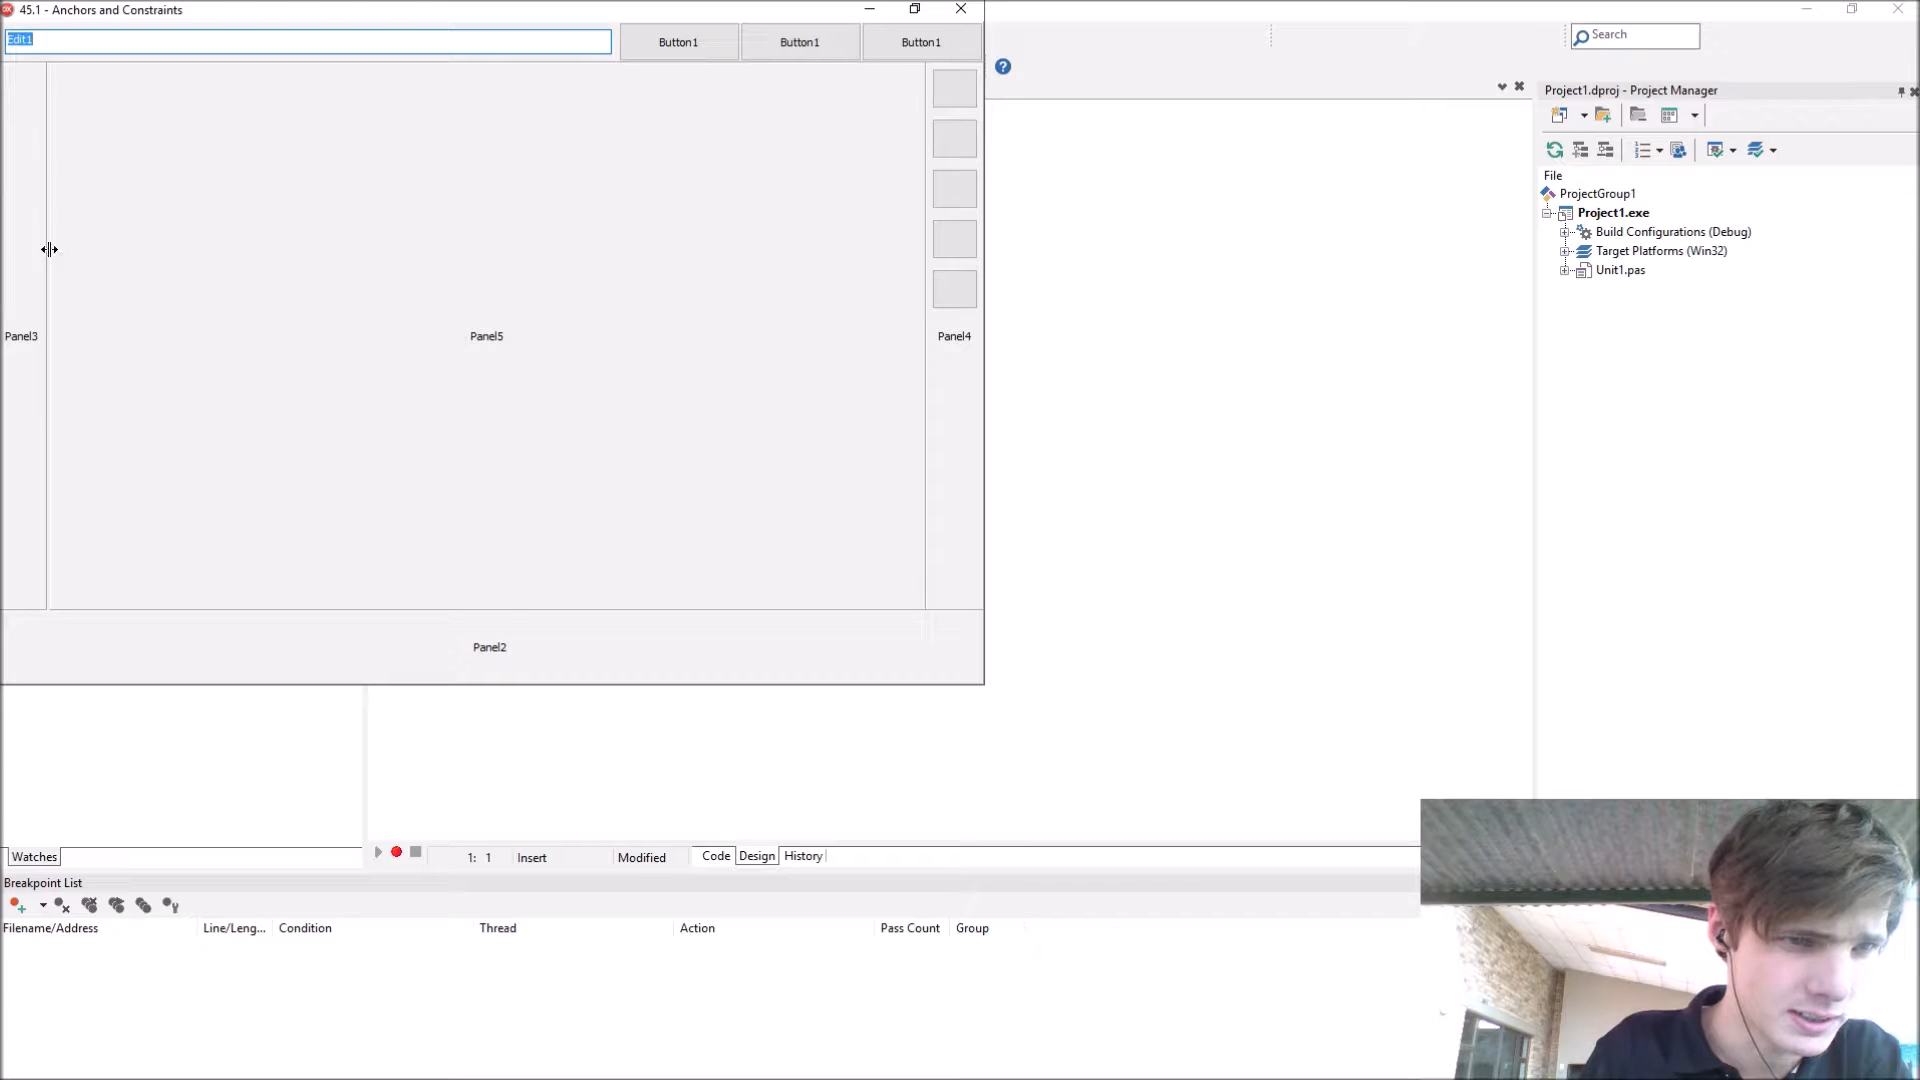 45.1 - Anchors and Constraints
Edit1
Button1
Button1
Button1
Search
Panel3
Panel5
Panel4
Panel2
Project1.dproj - Project Manager
File
ProjectGroup1
Project1.exe
Build Configurations (Debug)
Target Platforms (Win32)
Unit1.pas
Watches
1: 1
Insert
Modified
Code
Design
History
Breakpoint List
Filename/Address
Line/Leng...
Condition
Thread
Action
Pass Count
Group